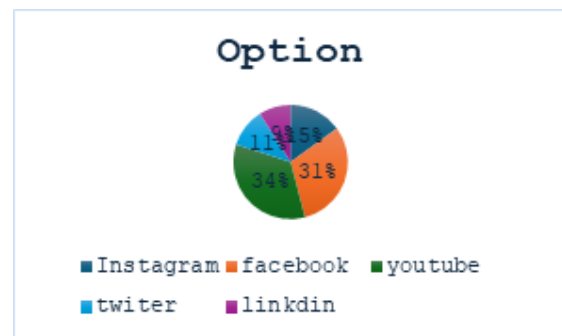 Option
9%
15%
11%
31%
34%
Instagram facebook youtube
twiter linkdin